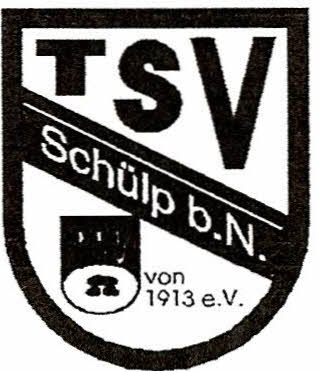 TSV
Schülp b.N.
von
1913 e.V.